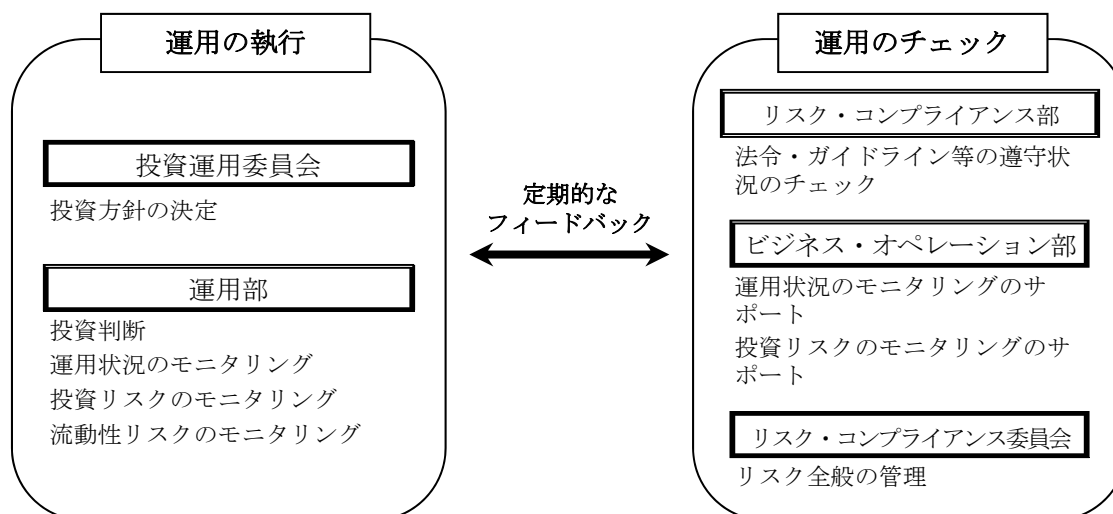 運用の執行
投資運用委員会
投資方針の決定
運用部
投資判断
運用状況のモニタリング
投資リスクのモニタリング
流動性リスクのモニタリング
定期的な
フィードバック
運用のチェック
リスク・コンプライアンス部
法令・ガイドライン等の遵守状
況のチェック
ビジネス・オペレーション部
運用状況のモニタリングのサ
ポート
投資リスクのモニタリングのサ
ポート
リスク・コンプライアンス委員会
リスク全般の管理